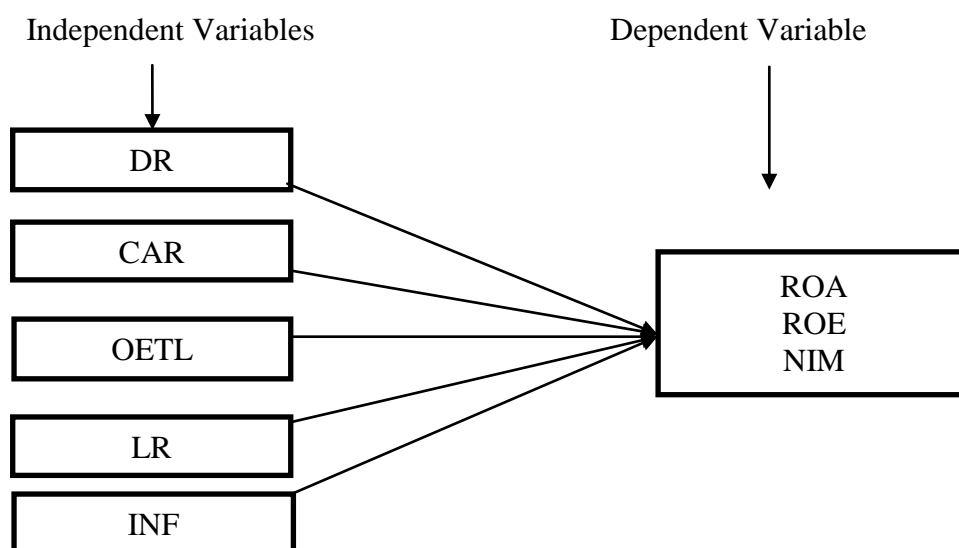 Independent Variables
Dependent Variable
DR
CAR
OETL
LR
INF
ROA
ROE
NIM